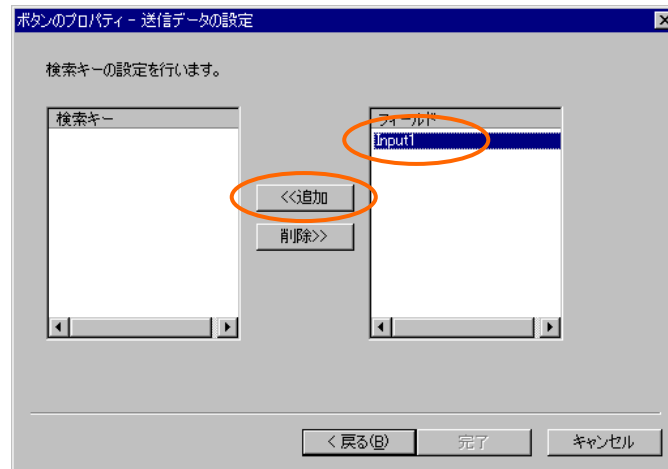 ボタンのプロパティ - 送信データの設定
検索キーの設定を行います。
検索キー
フィールド
Input1
<<追加
削除>>
< 戻る(B)
完了
キャンセル